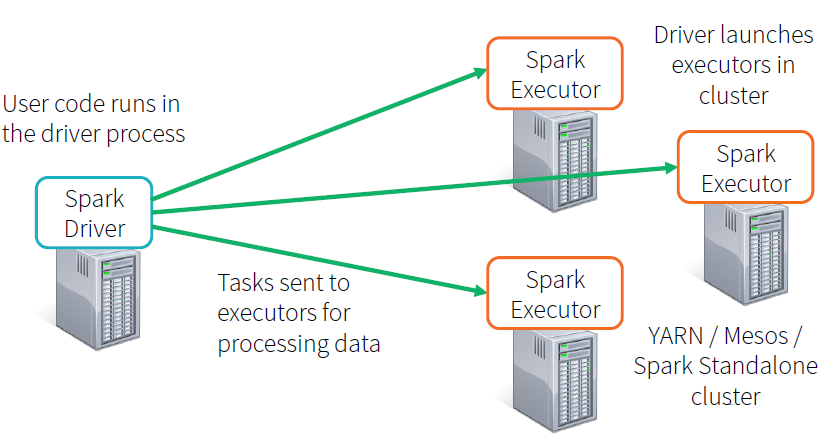 User code runs in
the driver process
Spark
Driver
Tasks sent to
executors for
processing data
Spark
Executor
Spark
Executor
Spark
Executor
Driver launches
executors in
cluster
YARN / Mesos /
Spark Standalone
cluster